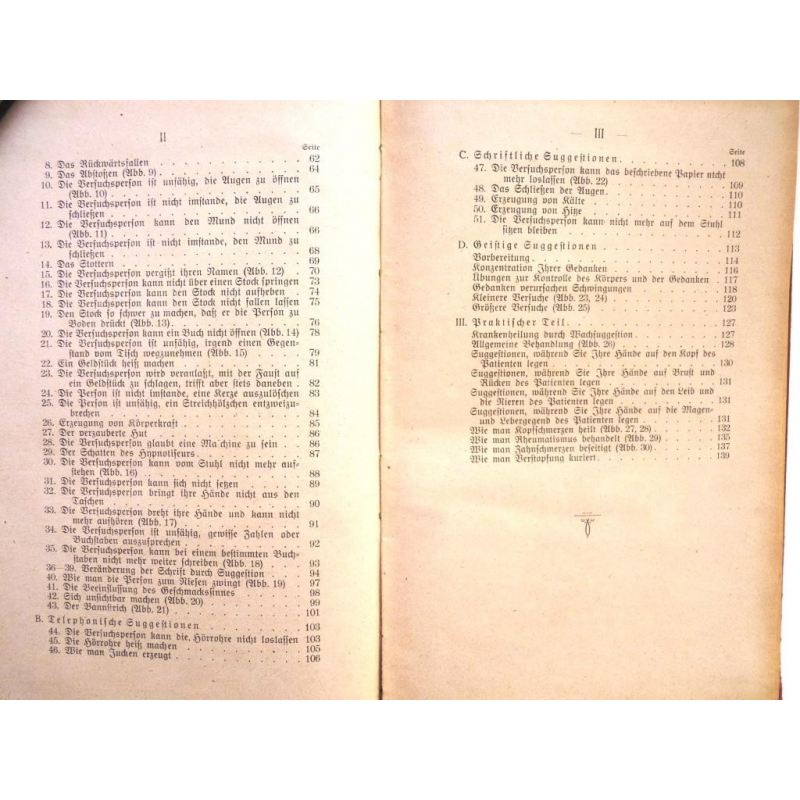 II
Seite
8. Das Rückwärtsfallen . . . . . . . . . . . . 62
9. Das Abstoßen (Abb. 9) . . . . . . . . . . . . 64
10. Die Versuchsperson ist unfähig, die Augen zu öffnen
(Abb. 10) . . . . . . . . . . . . 65
11. Die Versuchsperson ist nicht imstande, die Augen zu
schließen . . . . . . . . . . . . 66
12. Die Versuchsperson kann den Mund nicht öffnen
(Abb. 11) . . . . . . . . . . . . 66
13. Die Versuchsperson ist nicht imstande, den Mund zu
schließen . . . . . . . . . . . . 68
14. Das Stottern . . . . . . . . . . . . 69
15. Die Versuchsperson vergißt ihren Namen (Abb. 12) . 70
16. Die Versuchsperson kann nicht über einen Stock springen 73
17. Die Versuchsperson kann den Stock nicht aufheben . 74
18. Die Versuchsperson kann den Stock nicht fallen lassen 75
19. Den Stock so schwer zu machen, daß er die Person zu
Boden drückt (Abb. 13) . . . . . . . . . . 76
20. Die Versuchsperson kann ein Buch nicht öffnen (Abb. 14) 78
21. Die Versuchsperson ist unfähig, irgend einen Gegen-
stand vom Tisch wegzunehmen (Abb. 15) . . . . 79
22. Ein Geldstück heiß machen . . . . . . . . . 81
23. Die Versuchsperson wird veranlaßt, mit der Faust auf
ein Geldstück zu schlagen, trifft aber stets daneben . 82
24. Die Person ist nicht imstande, eine Kerze auszulöschen 83
25. Die Person ist unfähig, ein Streichhölzchen entzweizu-
brechen . . . . . . . . . . . . 84
26. Erzeugung von Körperkraft . . . . . . . . . 85
27. Der verzauberte Hut . . . . . . . . . . . 86
28. Die Versuchsperson glaubt eine Maschine zu sein . . 86
29. Der Schatten des Hypnotiseurs . . . . . . . . 87
30. Die Versuchsperson kann vom Stuhl nicht mehr auf-
stehen (Abb. 16) . . . . . . . . . . . 88
31. Die Versuchsperson kann sich nicht setzen . . . . 89
32. Die Versuchsperson bringt ihre Hände nicht aus den
Taschen . . . . . . . . . . . . 90
33. Die Versuchsperson dreht ihre Hände und kann nicht
mehr aufhören (Abb. 17) . . . . . . . . . 91
34. Die Versuchsperson ist unfähig, gewisse Zahlen oder
Buchstaben auszusprechen . . . . . . . . . 92
35. Die Versuchsperson kann bei einem bestimmten Buch-
staben nicht mehr weiter schreiben (Abb. 18) . . . 93
36—39. Veränderung der Schrift durch Suggestion . . . 94
40. Wie man die Person zum Niesen zwingt (Abb. 19) . 97
41. Die Beeinflussung des Geschmackssinnes . . . . . 98
42. Sich unsichtbar zu machen (Abb. 20) . . . . . . 99
43. Der Bannstrich (Abb. 21) . . . . . . . . . 101
B. Telephonische Suggestionen . . . . . . . . 103
44. Die Versuchsperson kann die Hörrohre nicht loslassen 103
45. Die Hörrohre heiß machen . . . . . . . . . 105
46. Wie man Jucken erzeugt . . . . . . . . . . 106
— III —
Seite
C. Schriftliche Suggestionen . . . . . . . . . 108
47. Die Versuchsperson kann das beschriebene Papier nicht
mehr loslassen (Abb. 22) . . . . . . . . . 109
48. Das Schließen der Augen . . . . . . . . . . 110
49. Erzeugung von Kälte . . . . . . . . . . . 110
50. Erzeugung von Hitze . . . . . . . . . . . 111
51. Die Versuchsperson kann nicht mehr auf dem Stuhl
sitzen bleiben . . . . . . . . . . . . 112
D. Geistige Suggestionen . . . . . . . . . . 113
Vorbereitung . . . . . . . . . . . . 114
Konzentration Ihrer Gedanken . . . . . . . . 116
Übungen zur Kontrolle des Körpers und der Gedanken . 117
Gedanken verursachen Schwingungen . . . . . . 118
Kleinere Versuche (Abb. 23, 24) . . . . . . . . 120
Größere Versuche (Abb. 25) . . . . . . . . . 123
III. Praktischer Teil . . . . . . . . . . . 127
Krankenheilung durch Wachsuggestion . . . . . . 127
Allgemeine Behandlung (Abb. 26) . . . . . . . 128
Suggestionen, während Sie Ihre Hände auf den Kopf des
Patienten legen . . . . . . . . . . . 130
Suggestionen, während Sie Ihre Hände auf Brust und
Rücken des Patienten legen . . . . . . . . 131
Suggestionen, während Sie Ihre Hände auf den Leib und
die Nieren des Patienten legen . . . . . . . 131
Suggestionen, während Sie Ihre Hände auf die Magen-
und Lebergegend des Patienten legen . . . . . 131
Wie man Kopfschmerzen heilt (Abb. 27, 28) . . . . 132
Wie man Rheumatismus behandelt (Abb. 29) . . . . 135
Wie man Zahnschmerzen beseitigt (Abb. 30) . . . . 137
Wie man Verstopfung kuriert . . . . . . . . . 139